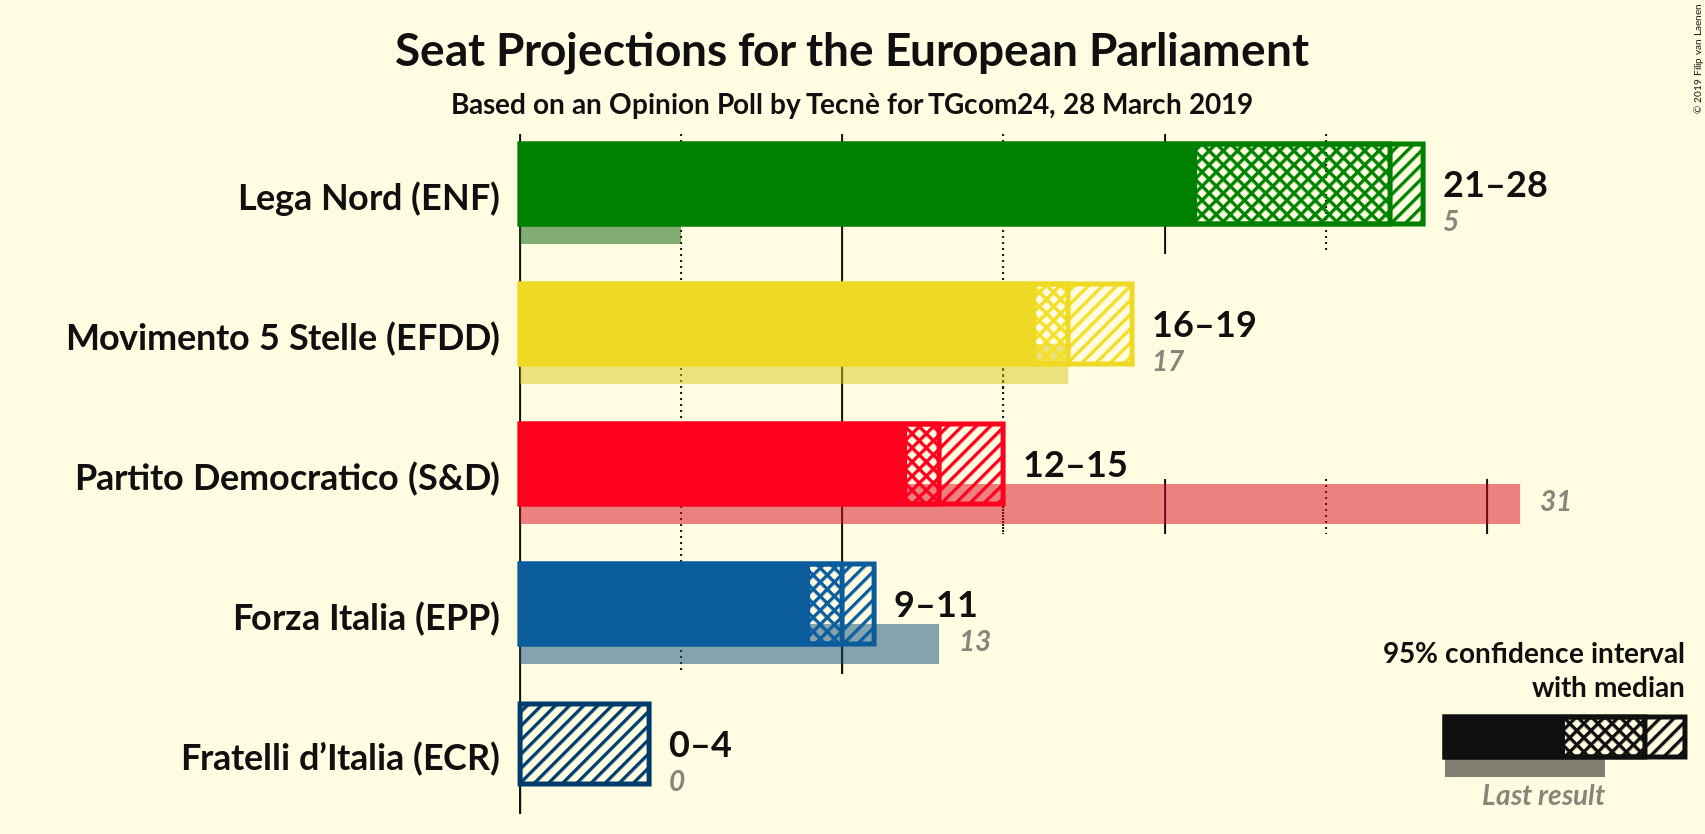 Seat Projections for the European Parliament
Based on an Opinion Poll by Tecnè for TGcom24, 28 March 2019
© 2019 Filip van Laenen
Lega Nord (ENF)
21–28
5
Movimento 5 Stelle (EFDD)
16–19
17
Partito Democratico (S&D)
12–15
31
Forza Italia (EPP)
9–11
13
Fratelli d’Italia (ECR)
0–4
0
95% confidence interval
with median
Last result